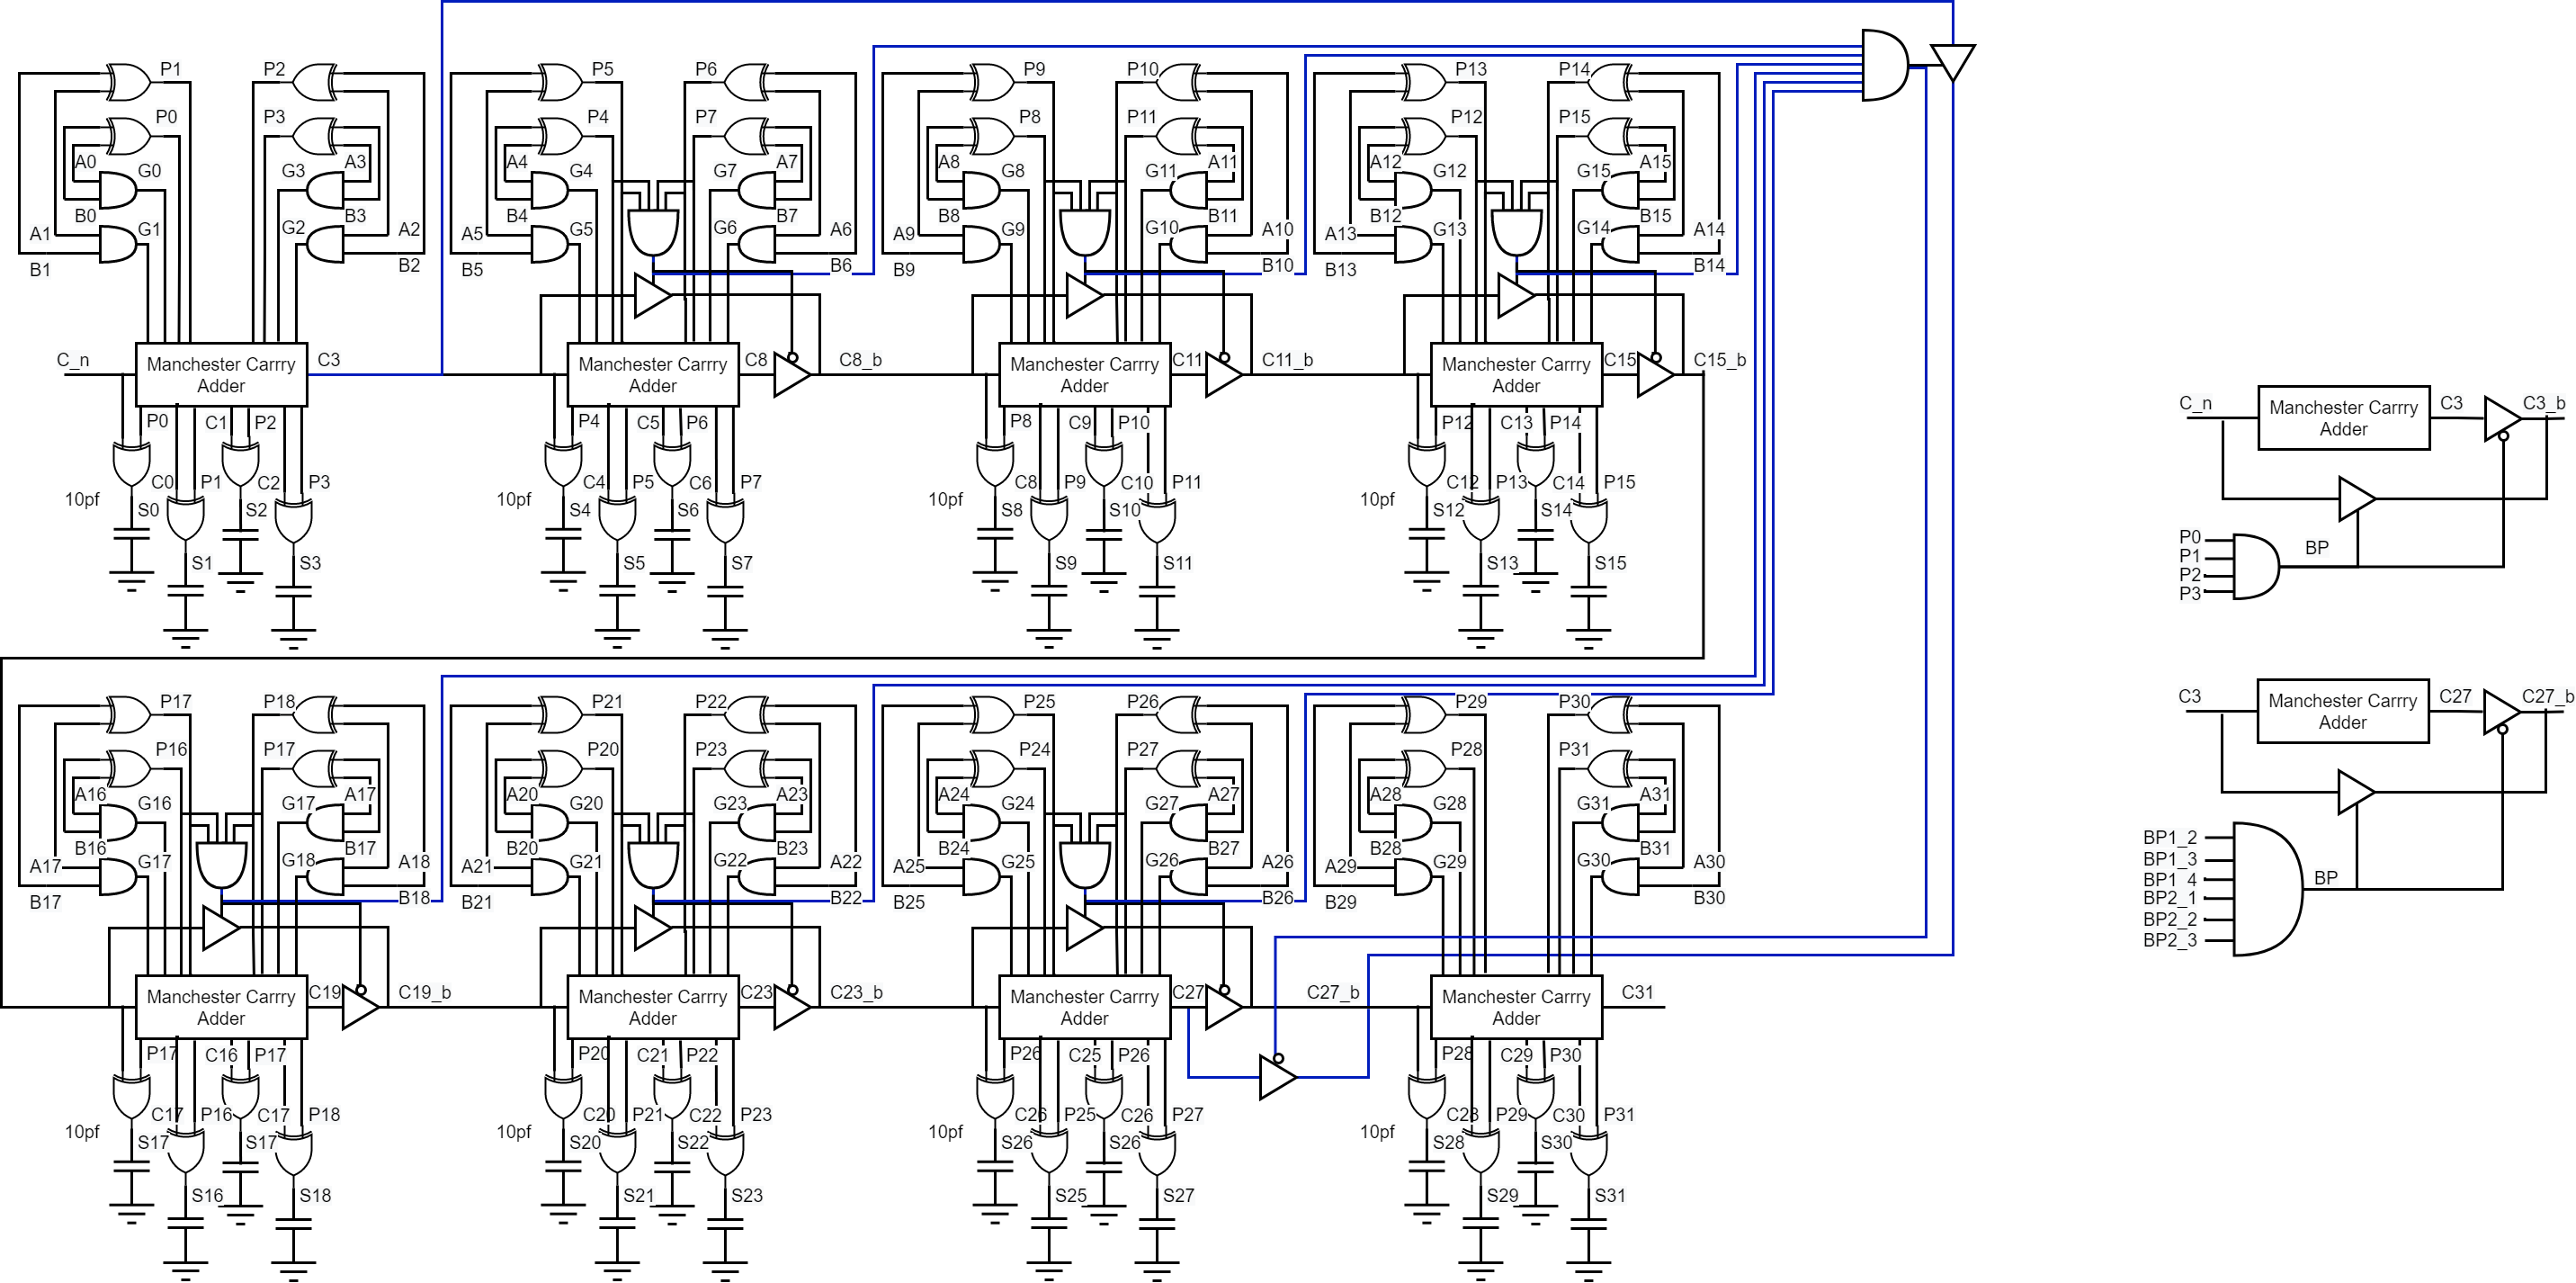 P1 P2 P5 P6 P9 P10 P13 P14
P0 P3 P4 P7 P8 P11 P12 P15
A0 G0 G3 A3 A4 G4 G7 A7 A8 G8 G11 A11 A12 G12 G15 A15
B0 B3 B4 B7 B8 B11 B12 B15
A1 G1 G2 A2 A5 G5 G6 A6 A9 G9 G10 A10 A13 G13 G14 A14
B1 B2 B5 B6 B9 B10 B13 B14
C_n Manchester Carrry C3 Manchester Carrry C8 C8_b Manchester Carrry C11 C11_b Manchester Carrry C15 C15_b
Adder Adder Adder Adder
P0 C1 P2 P4 C5 P6 P8 C9 P10 P12 C13 P14
C0 P1 C2 P3 C4 P5 C6 P7 C8 P9 C10 P11 C12 P13 C14 P15
10pf S0 S2 S4 S6 10pf S8 S10 10pf S12 S14
S1 S3 S5 S7 S9 S11 S13 S15
C_n Manchester Carrry C3 C3_b
Adder
P0
P1 BP
P2
P3
P17 P18 P21 P22 P25 P26 P29 P30
P16 P17 P20 P23 P24 P27 P28 P31
A16 G16 G17 A17 A20 G20 G23 A23 A24 G24 G27 A27 A28 G28 G31 A31
B16 B17 B20 B23 B24 B27 B28 B31
A17 G17 G18 A18 A21 G21 G22 A22 A25 G25 G26 A26 A29 G29 G30 A30
B17 B18 B21 B22 B25 B26 B29 B30
Manchester Carrry C19 C19_b Manchester Carrry C23 C23_b Manchester Carrry C27 C27_b Manchester Carrry C31
Adder Adder Adder Adder
P17 C16 P17 P20 C21 P22 P26 C25 P26 P28 C29 P30
C17 P16 C17 P18 C20 P21 C22 P23 C26 P25 C26 P27 C28 P29 C30 P31
10pf S17 S17 10pf S20 S22 10pf S26 S26 10pf S28 S30
S16 S18 S21 S23 S25 S27 S29 S31
C3 Manchester Carrry C27 C27_b
Adder
BP1_2
BP1_3
BP1_4 BP
BP2_1
BP2_2
BP2_3